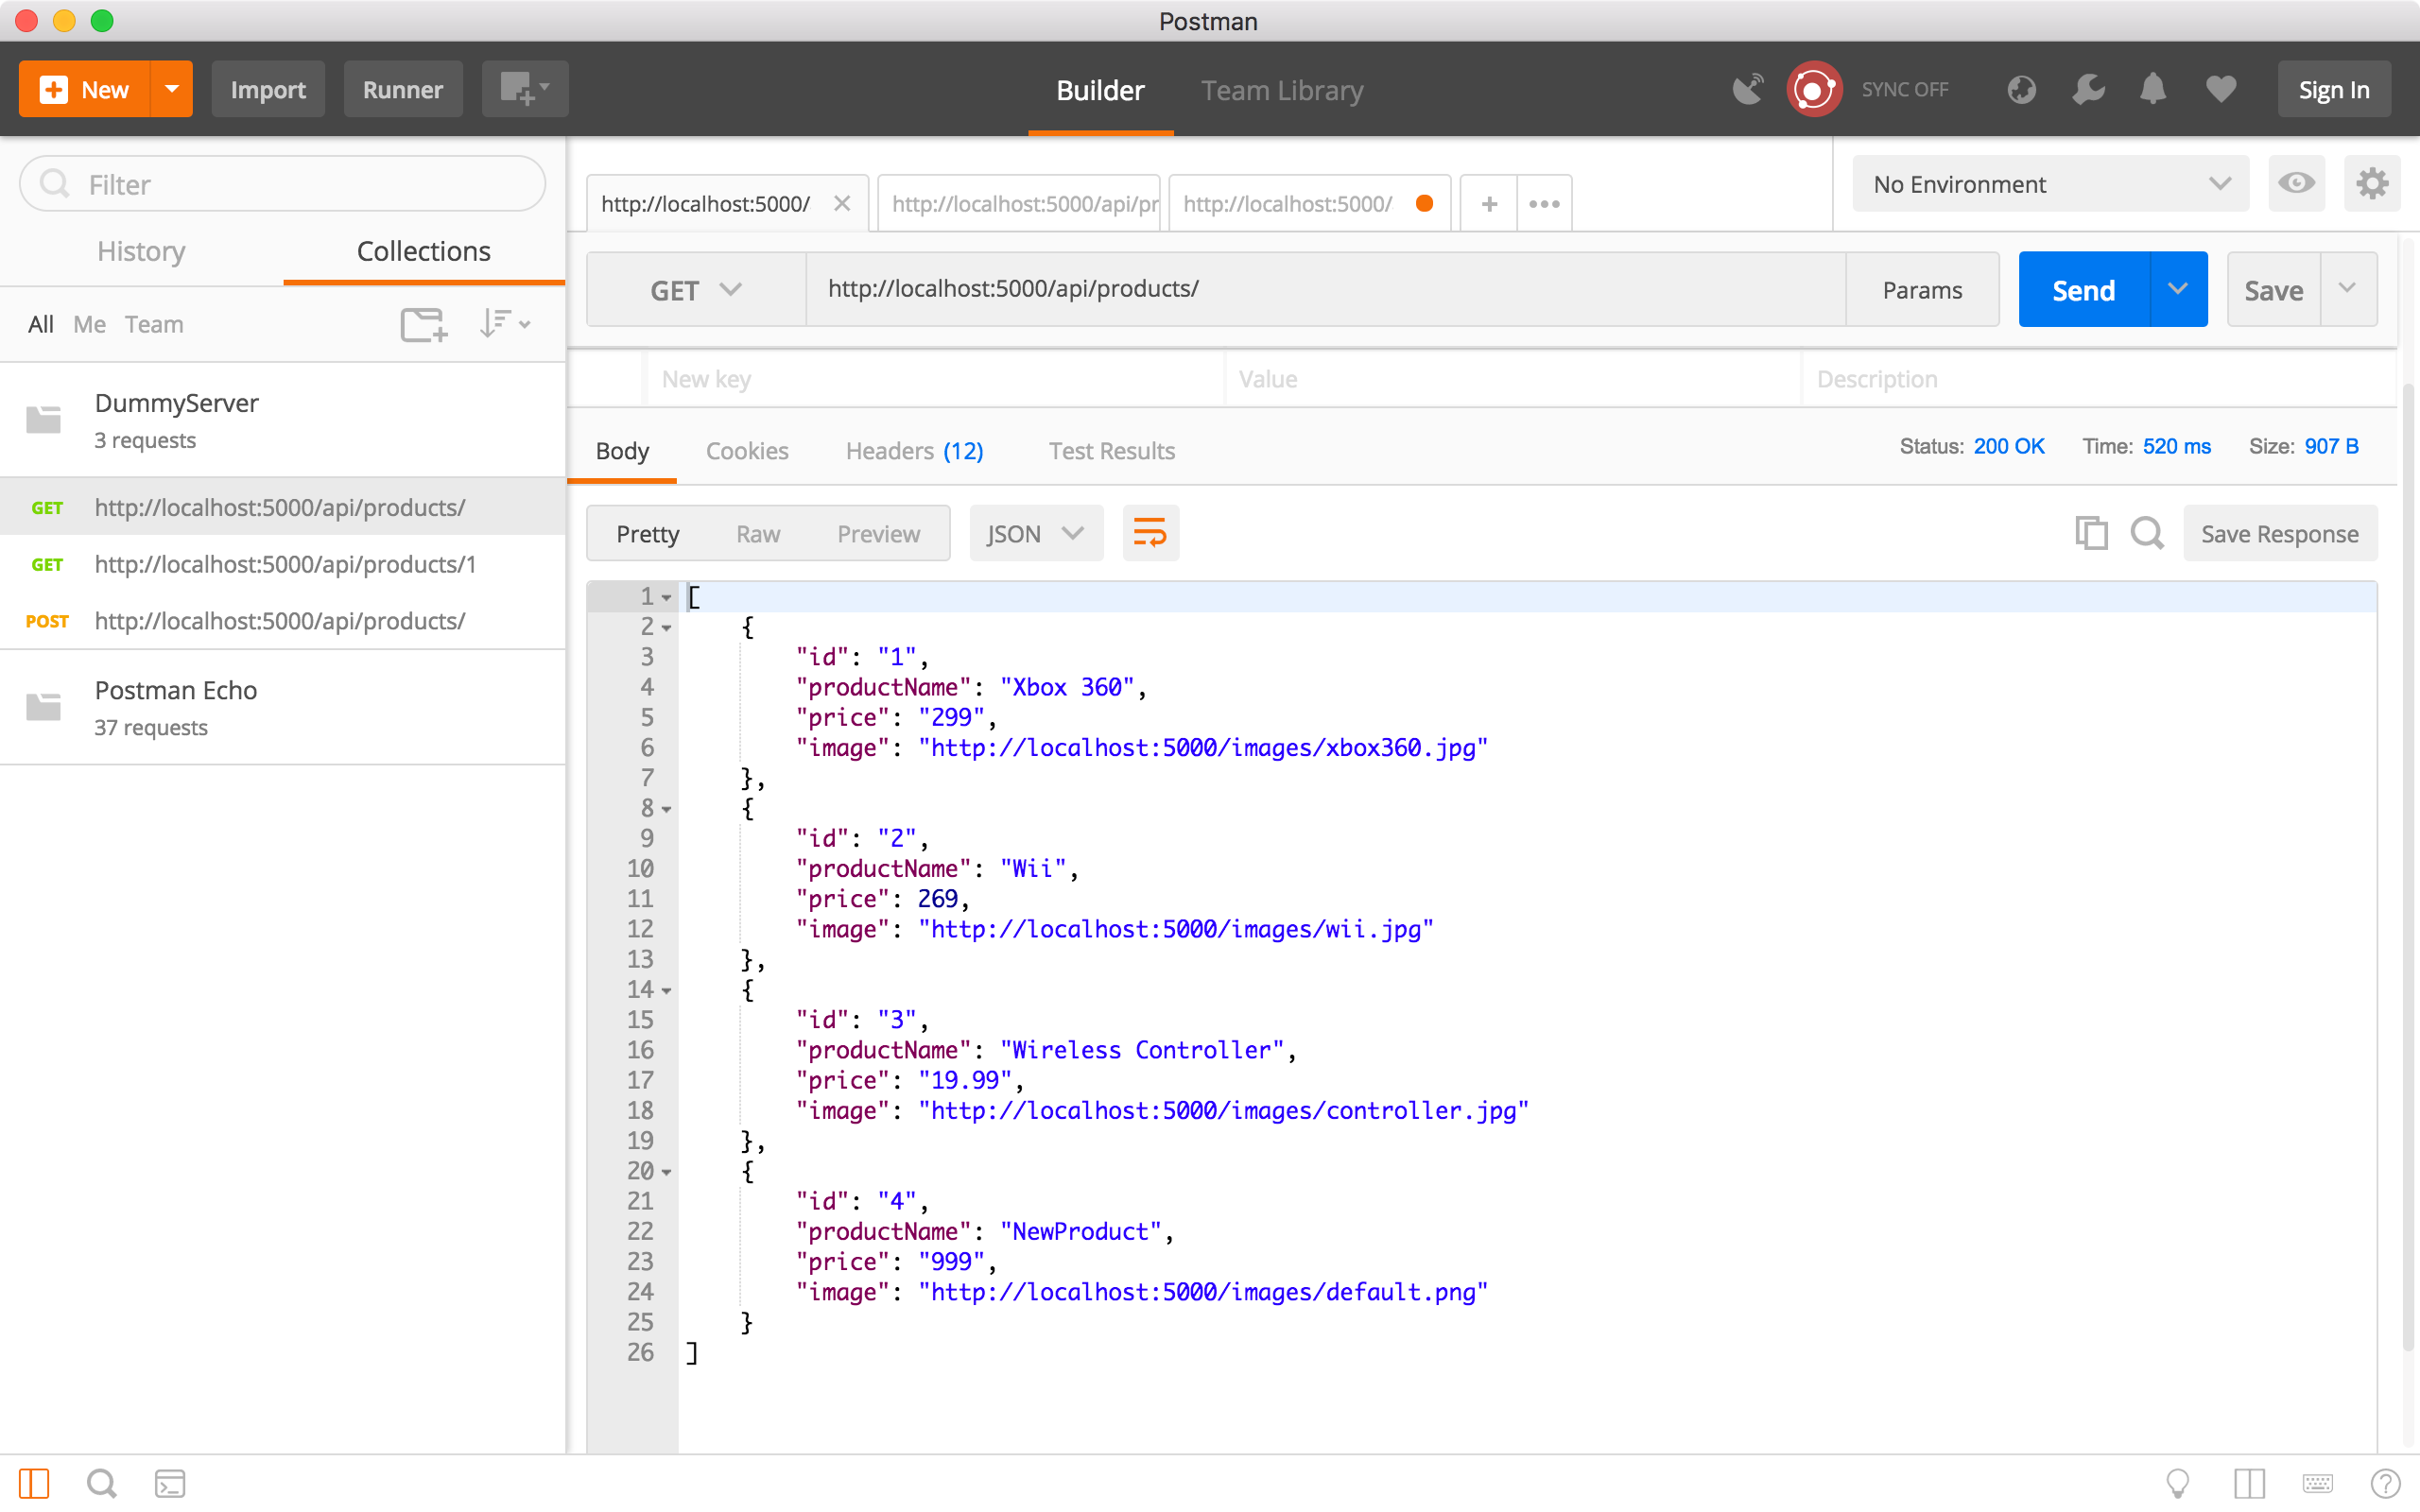 Postman
New Import Runner Builder Team Library SYNC OFF Sign In
Filter
History Collections
All Me Team
DummyServer
3 requests
GET http://localhost:5000/api/products/
GET http://localhost:5000/api/products/1
POST http://localhost:5000/api/products/
Postman Echo
37 requests
http://localhost:5000/ http://localhost:5000/api/pr http://localhost:5000/ No Environment
GET http://localhost:5000/api/products/ Params Send Save
New key Value Description
Body Cookies Headers (12) Test Results Status: 200 OK Time: 520 ms Size: 907 B
Pretty Raw Preview JSON Save Response
1 [
2 {
3 "id": "1",
4 "productName": "Xbox 360",
5 "price": "299",
6 "image": "http://localhost:5000/images/xbox360.jpg"
7 },
8 {
9 "id": "2",
10 "productName": "Wii",
11 "price": 269,
12 "image": "http://localhost:5000/images/wii.jpg"
13 },
14 {
15 "id": "3",
16 "productName": "Wireless Controller",
17 "price": "19.99",
18 "image": "http://localhost:5000/images/controller.jpg"
19 },
20 {
21 "id": "4",
22 "productName": "NewProduct",
23 "price": "999",
24 "image": "http://localhost:5000/images/default.png"
25 }
26 ]